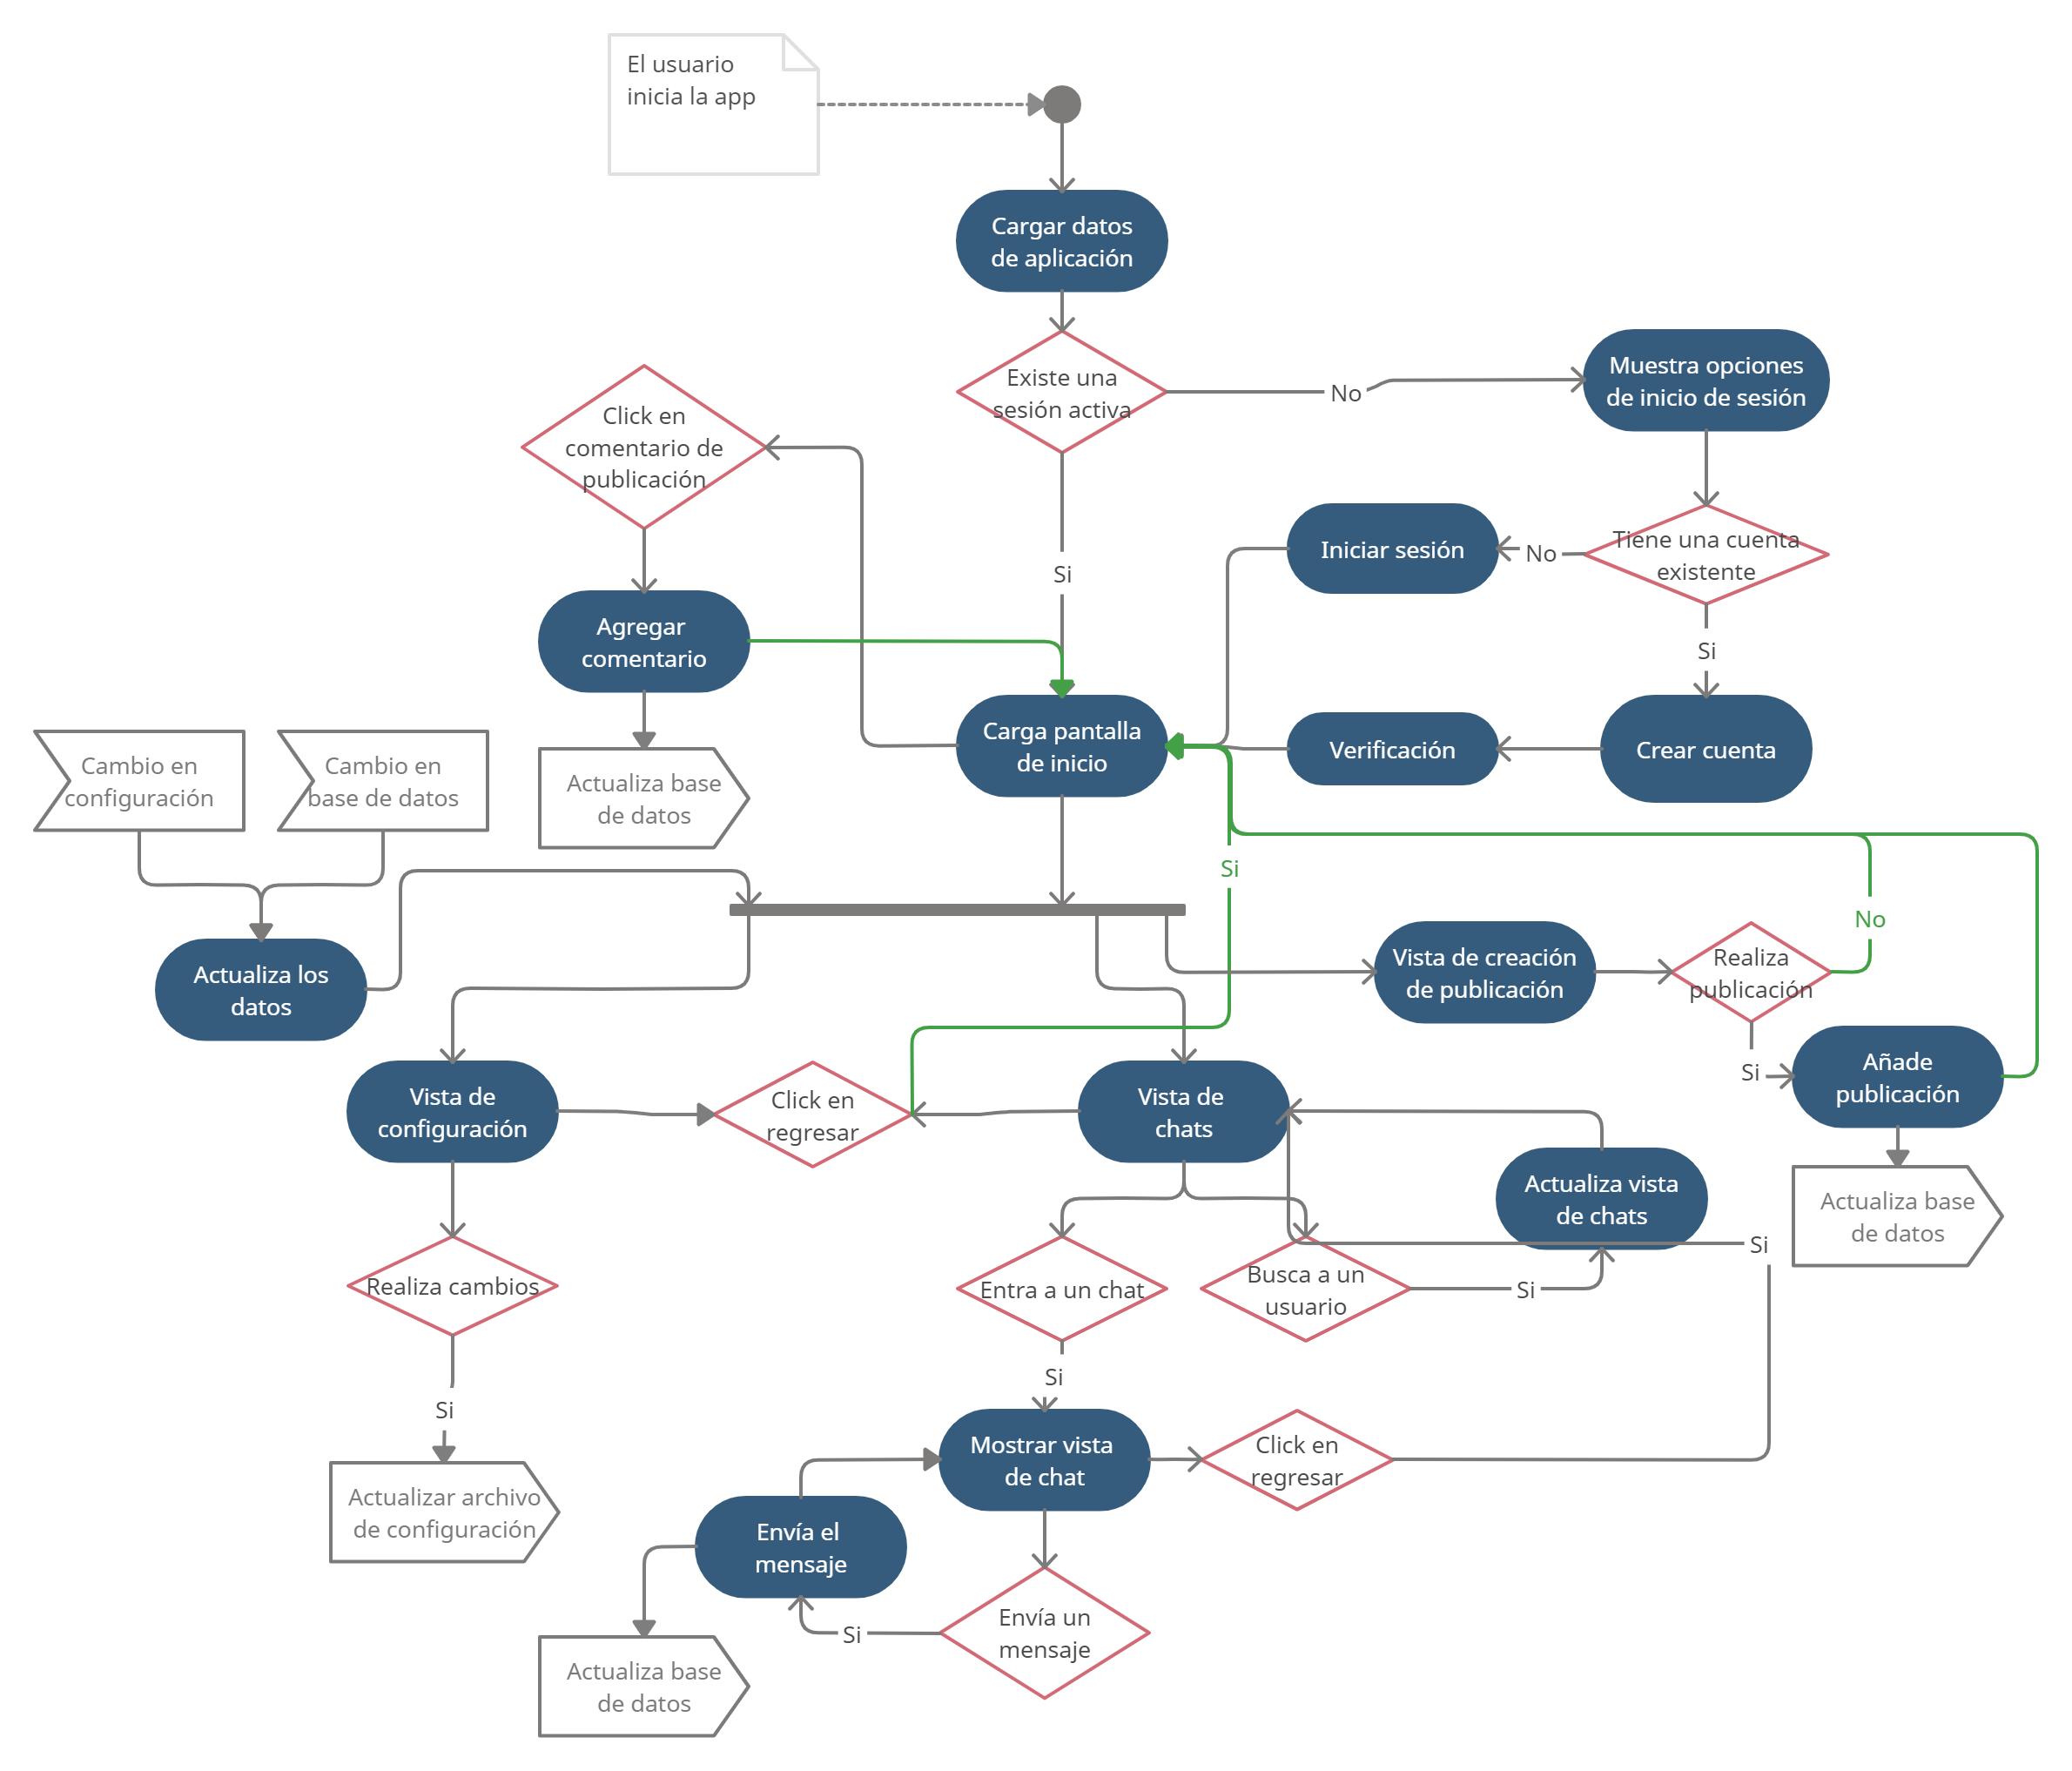 El usuario
inicia la app
Cargar datos
de aplicación
Existe una
sesión activa
No
Muestra opciones
de inicio de sesión
Click en
comentario de
publicación
Si
Iniciar sesión
No
Tiene una cuenta
existente
Si
Agregar
comentario
Carga pantalla
de inicio
Verificación
Crear cuenta
Cambio en
configuración
Cambio en
base de datos
Actualiza base
de datos
Si
No
Actualiza los
datos
Vista de creación
de publicación
Realiza
publicación
Si
Añade
publicación
Vista de
configuración
Click en
regresar
Vista de
chats
Actualiza vista
de chats
Actualiza base
de datos
Si
Realiza cambios
Entra a un chat
Busca a un
usuario
Si
Si
Si
Mostrar vista
de chat
Click en
regresar
Actualizar archivo
de configuración
Envía el
mensaje
Si
Envía un
mensaje
Actualiza base
de datos